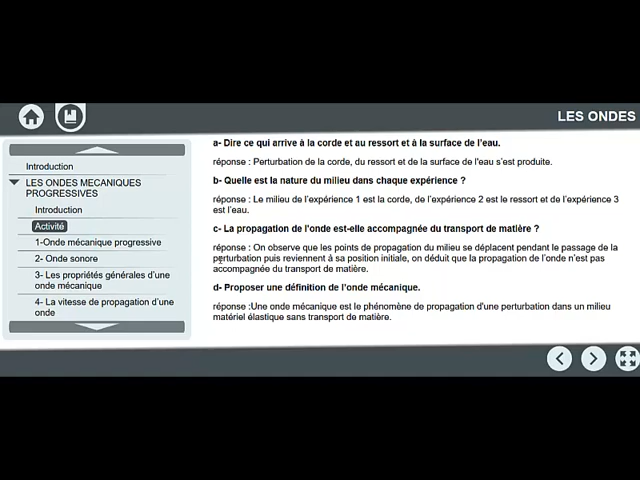 LES ONDES
Introduction
LES ONDES MECANIQUES
PROGRESSIVES
Introduction
Activité
1-Onde mécanique progressive
2- Onde sonore
3- Les propriétés générales d'une
onde mécanique
4- La vitesse de propagation d'une
onde
a- Dire ce qui arrive à la corde et au ressort et à la surface de l'eau.
réponse : Perturbation de la corde, du ressort et de la surface de l'eau s'est produite.
b- Quelle est la nature du milieu dans chaque expérience ?
réponse : Le milieu de l'expérience 1 est la corde, de l'expérience 2 est le ressort et de l'expérience 3
est l'eau.
c- La propagation de l'onde est-elle accompagnée du transport de matière ?
réponse : On observe que les points de propagation du milieu se déplacent pendant le passage de la
perturbation puis reviennent à sa position initiale, on déduit que la propagation de l'onde n'est pas
accompagnée du transport de matière.
d- Proposer une définition de l'onde mécanique.
réponse :Une onde mécanique est le phénomène de propagation d'une perturbation dans un milieu
matériel élastique sans transport de matière.